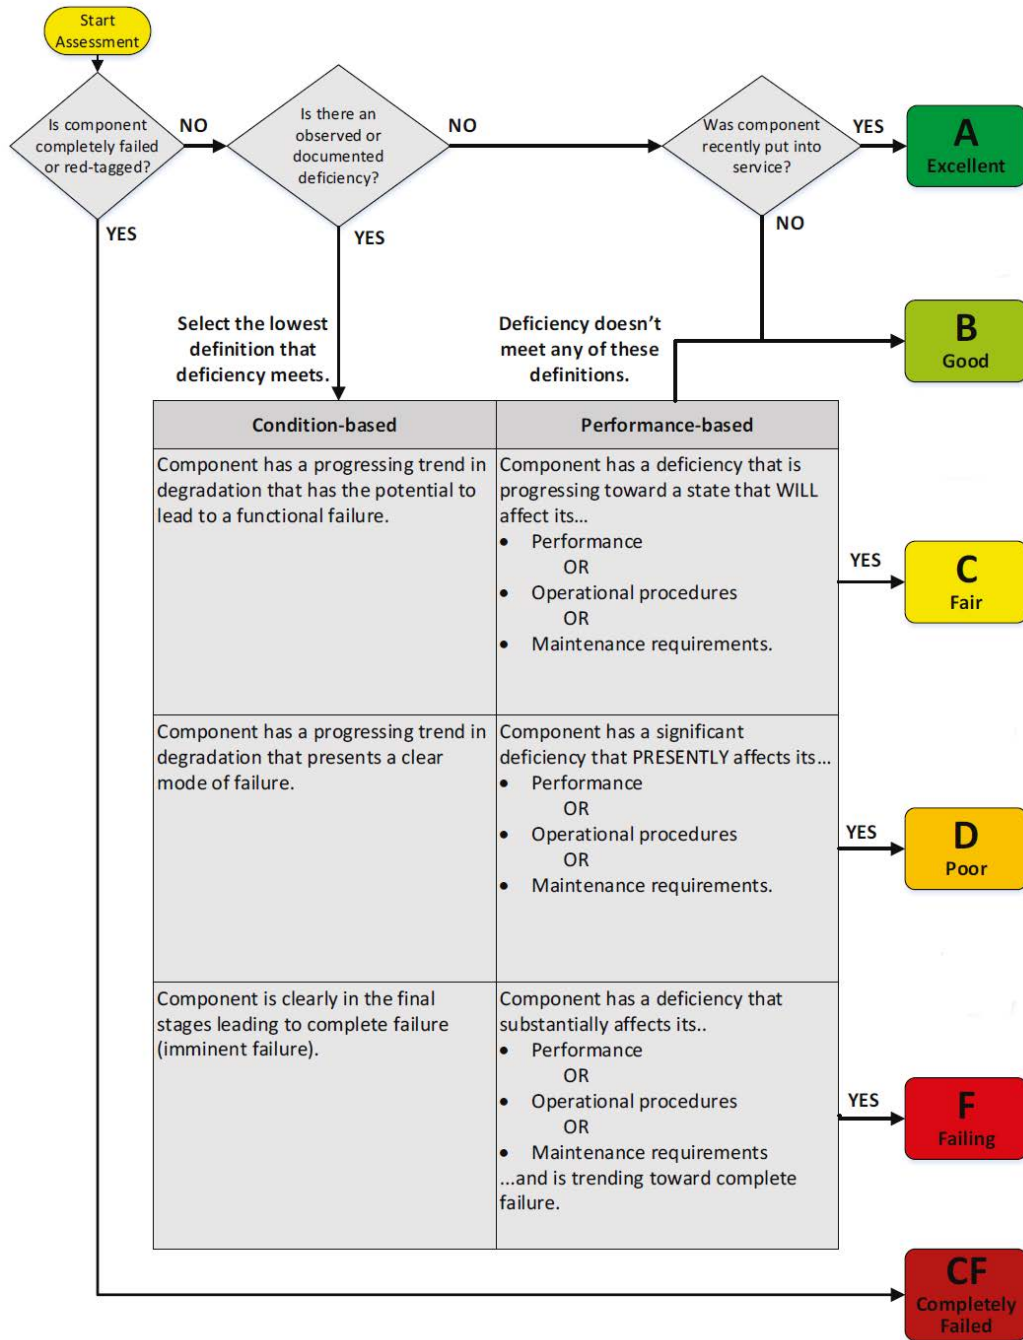 Start
Assessment
Is component
completely failed
or red-tagged?
NO
YES
Is there an
observed or
documented
deficiency?
NO
YES
Was component
recently put into
service?
YES
NO
A
Excellent
B
Good
Select the lowest
definition that
deficiency meets.
Deficiency doesn't
meet any of these
definitions.
Condition-based
Performance-based
Component has a progressing trend in
degradation that has the potential to
lead to a functional failure.
Component has a deficiency that is
progressing toward a state that WILL
affect its...
• Performance
OR
• Operational procedures
OR
• Maintenance requirements.
YES
C
Fair
Component has a progressing trend in
degradation that presents a clear
mode of failure.
Component has a significant
deficiency that PRESENTLY affects its...
• Performance
OR
• Operational procedures
OR
• Maintenance requirements.
YES
D
Poor
Component is clearly in the final
stages leading to complete failure
(imminent failure).
Component has a deficiency that
substantially affects its..
• Performance
OR
• Operational procedures
OR
• Maintenance requirements
...and is trending toward complete
failure.
YES
F
Failing
CF
Completely
Failed